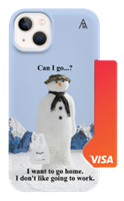 Can I go...?
VISA
I want to go home.
I don't like going to work.